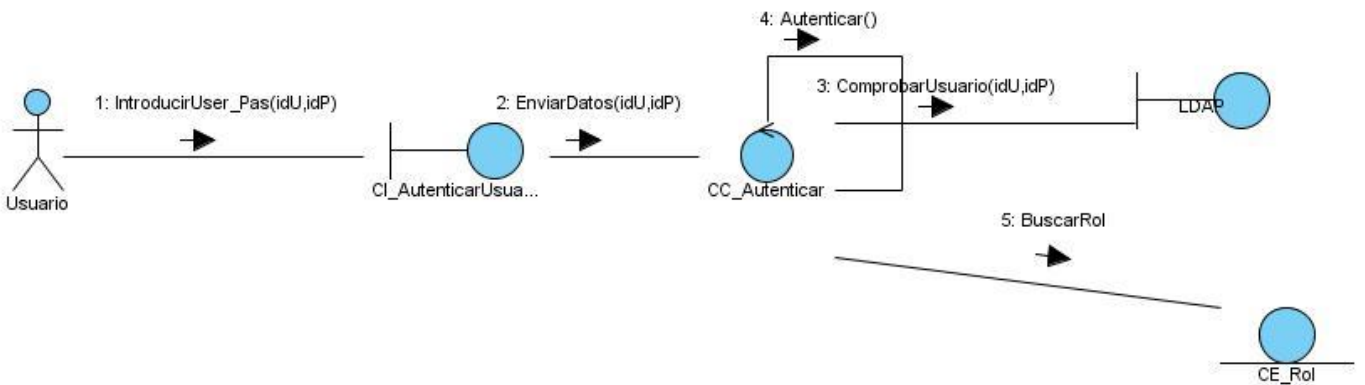 4: Autenticar()
1: IntroducirUser_Pas(idU,idP)
2: EnviarDatos(idU,idP)
3: ComprobarUsuario(idU,idP)
LDAP
Usuario
CI_AutenticarUsua...
CC_Autenticar
5: BuscarRol
CE_Rol